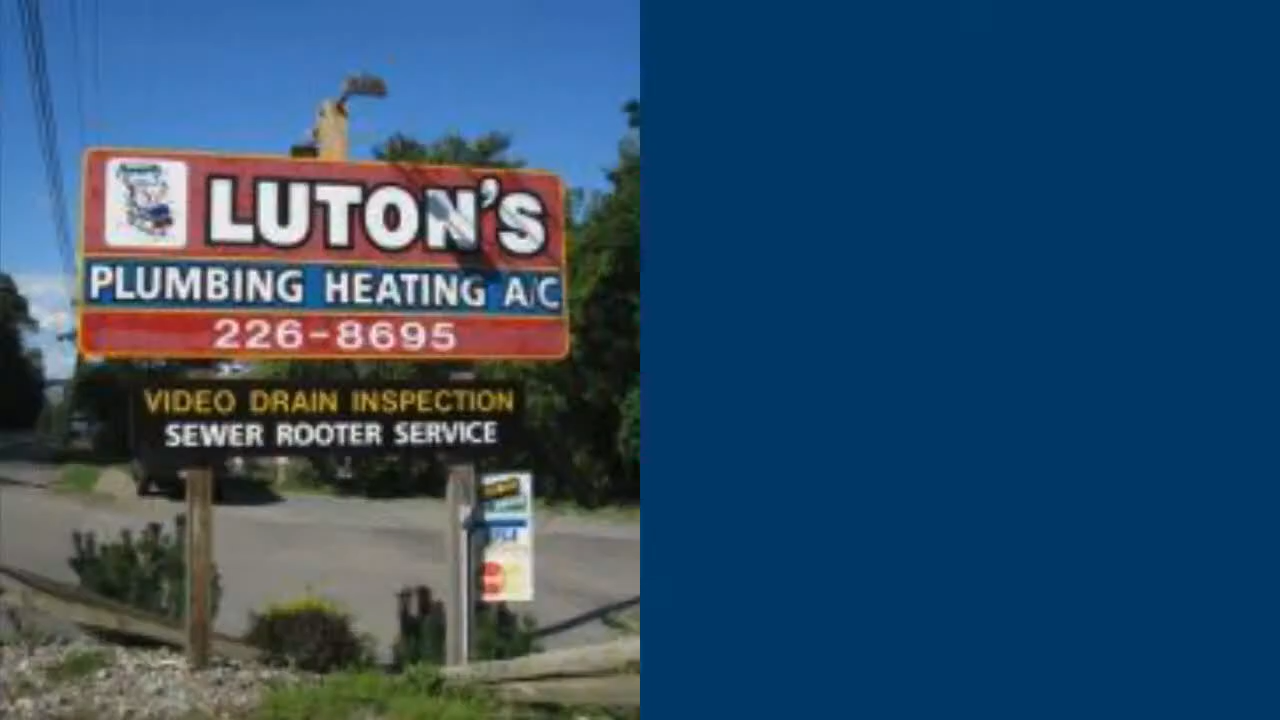 LUTON'S
PLUMBING HEATING A/C
226-8695
VIDEO DRAIN INSPECTION
SEWER ROOTER SERVICE